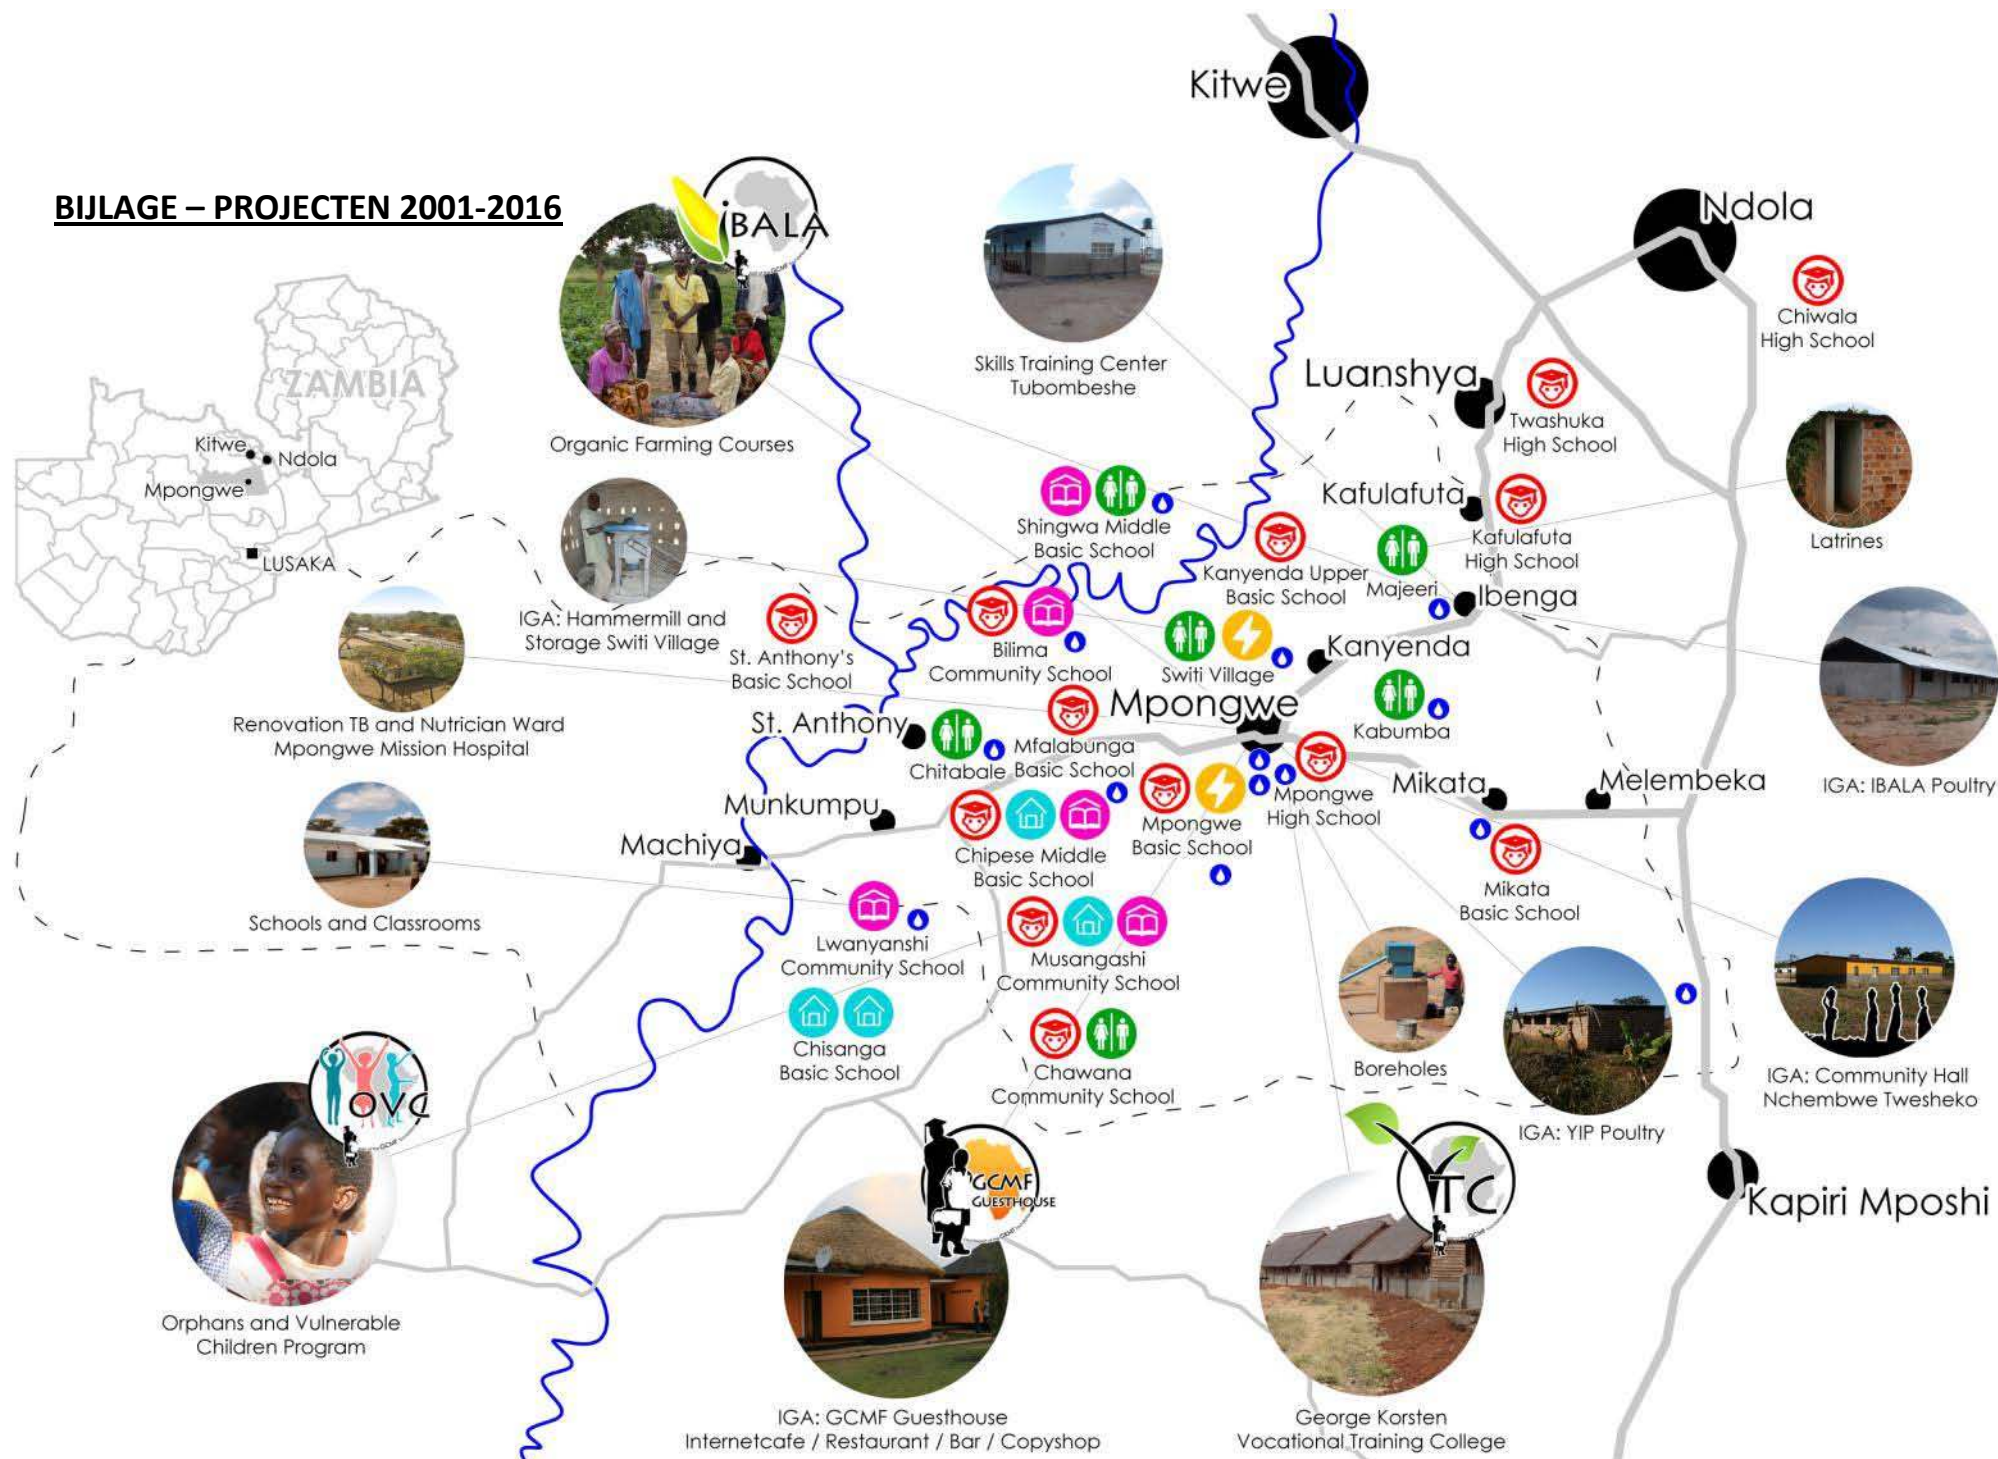 BIJLAGE – PROJECTEN 2001-2016
ZAMBIA
Kitwe
Ndola
Mpongwe
LUSAKA
iBALA
Organic Farming Courses
Skills Training Center
Tubombeshe
Kitwe
Ndola
Chiwala
High School
Luanshya
Twashuka
High School
Latrines
Kafulafuta
Kafulafuta
High School
Shingwa Middle
Basic School
Kanyenda Upper
Basic School
Majeeri
Ibenga
IGA: Hammermill and
Storage Switi Village
St. Anthony's
Basic School
Bilima
Community School
Switi Village
Kanyenda
Kabumba
IGA: IBALA Poultry
Renovation TB and Nutrician Ward
Mpongwe Mission Hospital
St. Anthony
Chitabale
Mfalabunga
Basic School
Mpongwe
Mpongwe
High School
Mikata
Melembeka
Munkumpu
Machiya
Chipese Middle
Basic School
Mpongwe
Basic School
Mikata
Basic School
Schools and Classrooms
Lwanyanshi
Community School
Musangashi
Community School
Chisanga
Basic School
Chawana
Community School
Boreholes
IGA: YIP Poultry
IGA: Community Hall
Nchembwe Twesheko
Kapiri Mposhi
OVC
Orphans and Vulnerable
Children Program
GCMF
GUESTHOUSE
IGA: GCMF Guesthouse
Internetcafe / Restaurant / Bar / Copyshop
VTC
George Korsten
Vocational Training College